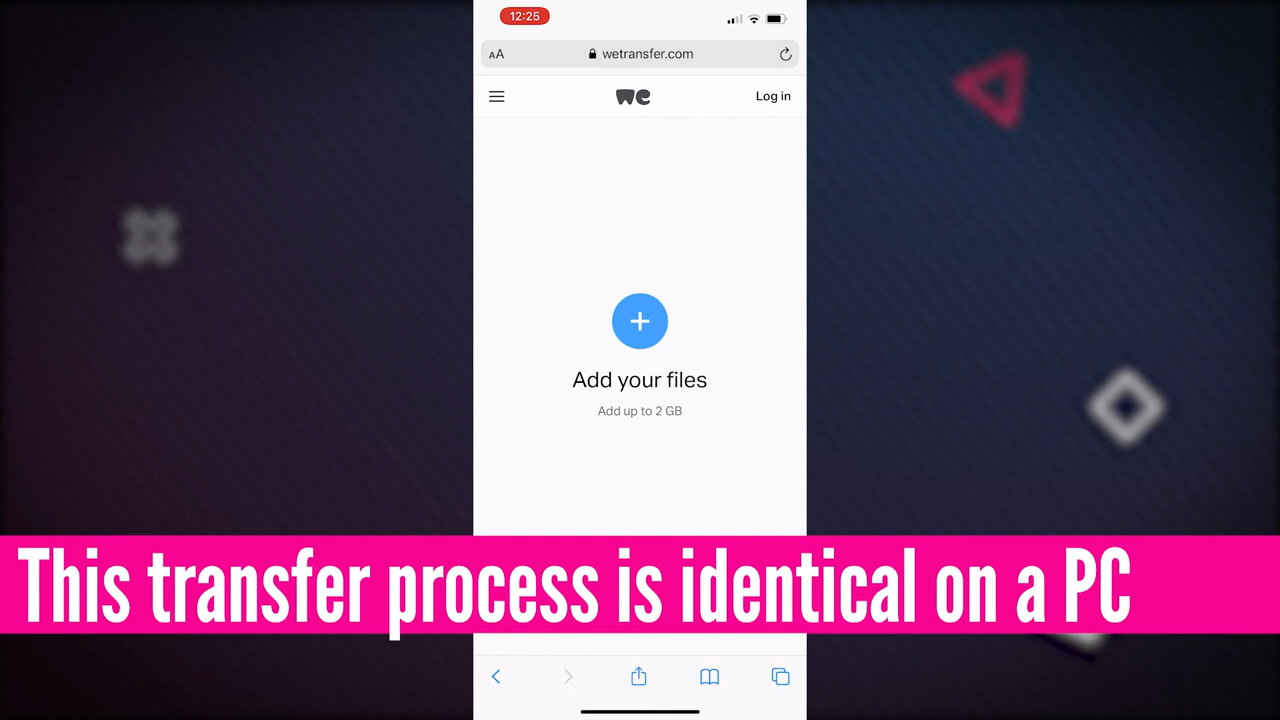 12:25
AA
wetransfer.com
we
Log in
Add your files
Add up to 2 GB
This transfer process is identical on a PC